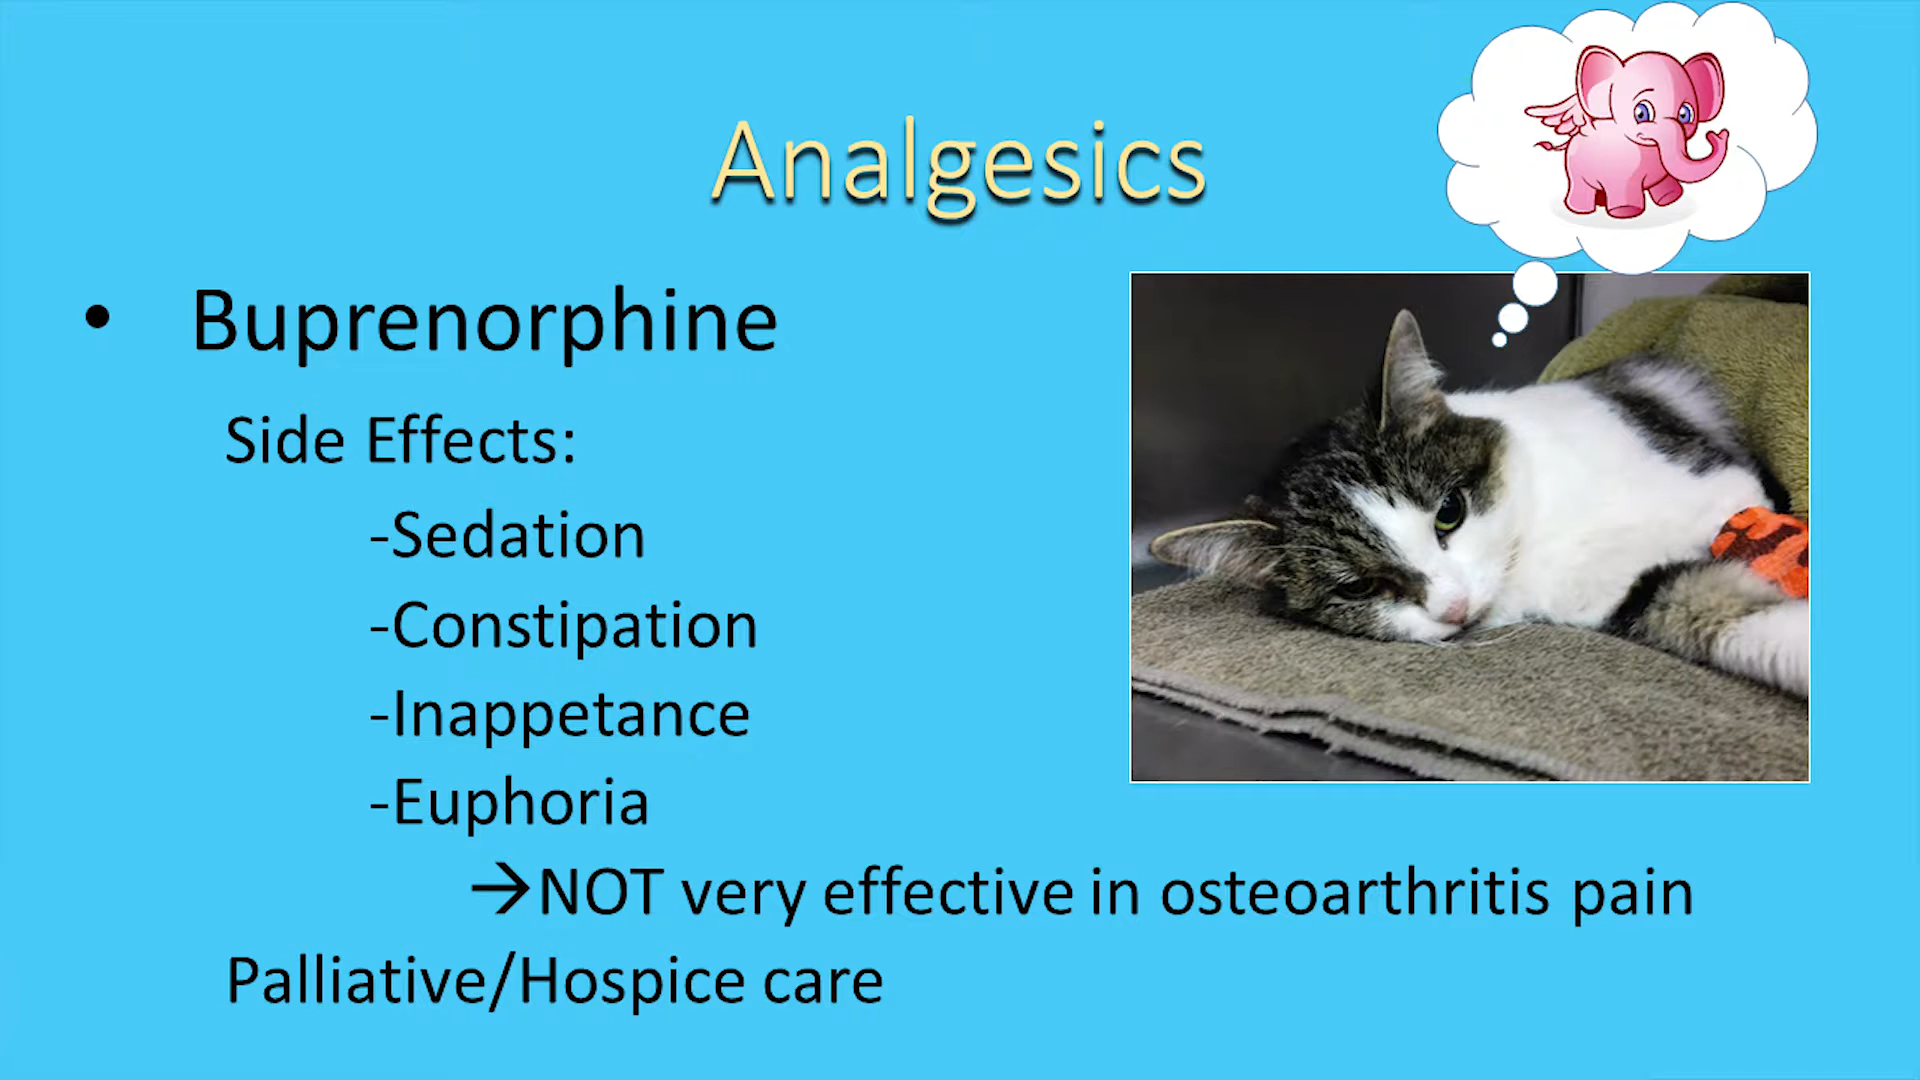 Analgesics
• Buprenorphine
Side Effects:
-Sedation
-Constipation
-Inappetance
-Euphoria
→NOT very effective in osteoarthritis pain
Palliative/Hospice care